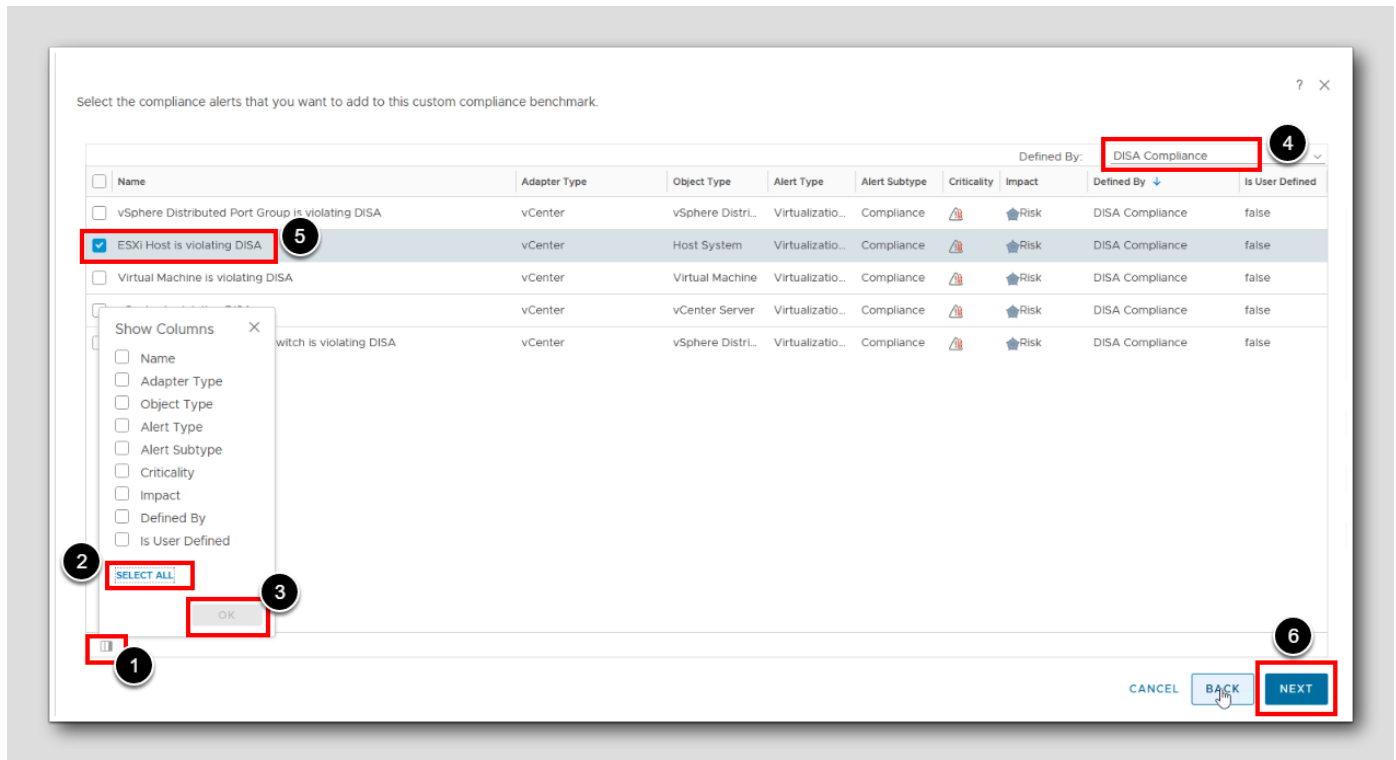 ? ×
Select the compliance alerts that you want to add to this custom compliance benchmark.
4
Defined By: DISA Compliance
Name Adapter Type Object Type Alert Type Alert Subtype Criticality Impact Defined By ↓ Is User Defined
vSphere Distributed Port Group is violating DISA vCenter vSphere Distri... Virtualizatio... Compliance Risk DISA Compliance false
5
ESXi Host is violating DISA vCenter Host System Virtualizatio... Compliance Risk DISA Compliance false
Virtual Machine is violating DISA vCenter Virtual Machine Virtualizatio... Compliance Risk DISA Compliance false
vCenter vCenter Server Virtualizatio... Compliance Risk DISA Compliance false
witch is violating DISA vCenter vSphere Distri... Virtualizatio... Compliance Risk DISA Compliance false
Show Columns ×
Name
Adapter Type
Object Type
Alert Type
Alert Subtype
Criticality
Impact
Defined By
Is User Defined
2
SELECT ALL
3
OK
1
6
CANCEL BACK NEXT